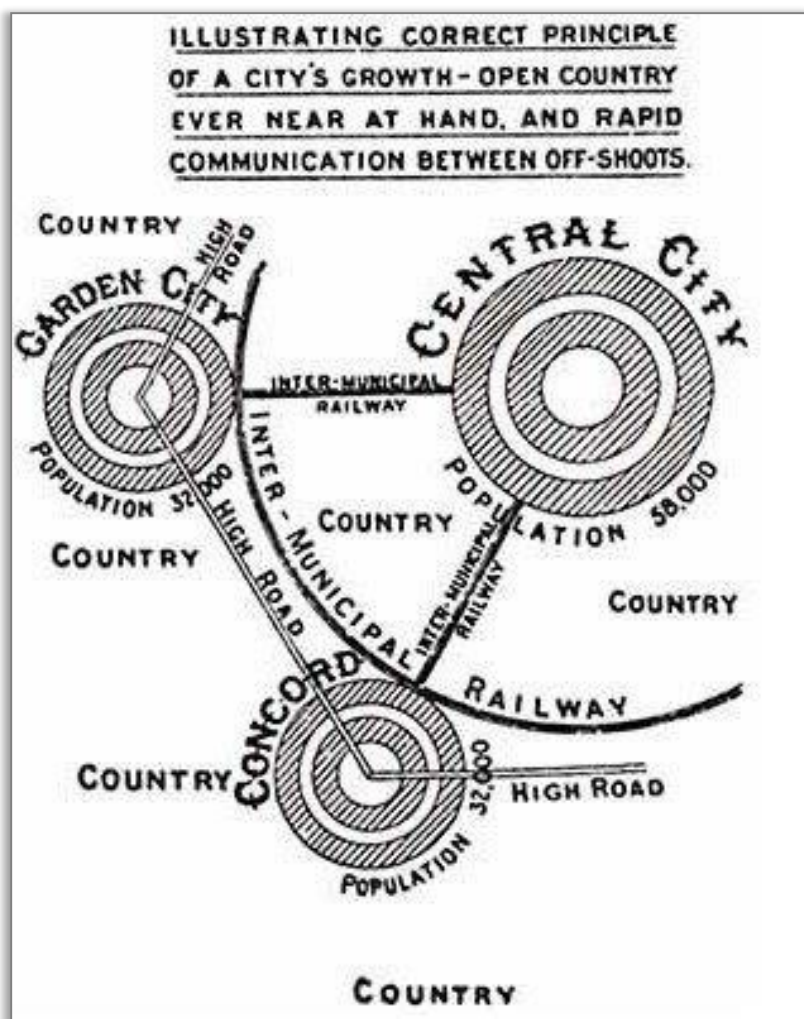 ILLUSTRATING CORRECT PRINCIPLE
OF A CITY'S GROWTH - OPEN COUNTRY
EVER NEAR AT HAND, AND RAPID
COMMUNICATION BETWEEN OFF-SHOOTS.
COUNTRY
HIGH
ROAD
GARDEN CITY
CENTRAL CITY
INTER-MUNICIPAL
RAILWAY
POPULATION 32,000
POPULATION 58,000
COUNTRY
HIGH ROAD
INTER-MUNICIPAL RAILWAY
COUNTRY
INTER-MUNICIPAL
RAILWAY
COUNTRY
CONCORD
COUNTRY
HIGH ROAD
POPULATION 32,000
COUNTRY